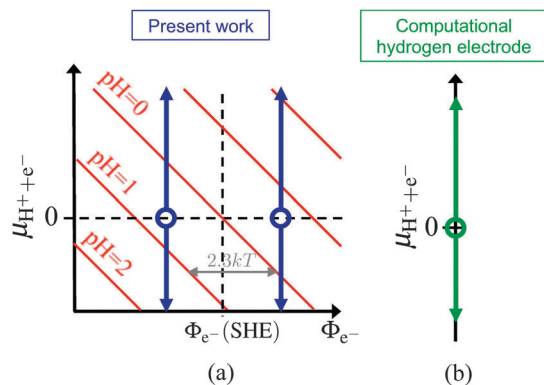 Present work
Computational
hydrogen electrode
pH=0
pH=1
pH=2
μH⁺+e⁻
0
2.3kT
Φe⁻(SHE)
Φe⁻
(a)
μH⁺+e⁻
0
(b)